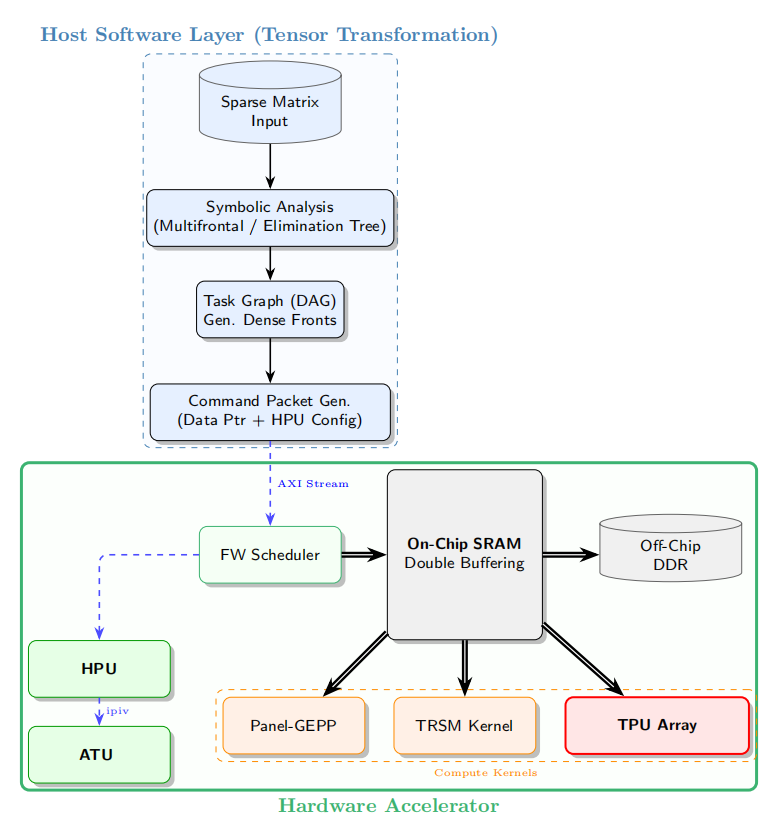 Host Software Layer (Tensor Transformation)
Sparse Matrix
Input
Symbolic Analysis
(Multifrontal / Elimination Tree)
Task Graph (DAG)
Gen. Dense Fronts
Command Packet Gen.
(Data Ptr + HPU Config)
AXI Stream
FW Scheduler
On-Chip SRAM
Double Buffering
Off-Chip
DDR
HPU
ipiv
ATU
Panel-GEPP
TRSM Kernel
TPU Array
Compute Kernels
Hardware Accelerator